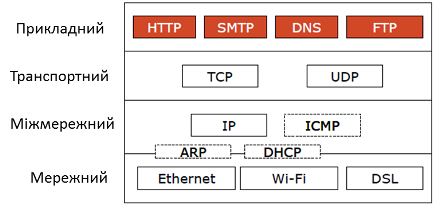 Прикладний HTTP SMTP DNS FTP
Транспортний TCP UDP
Міжмережний IP ICMP
ARP DHCP
Мережний Ethernet Wi-Fi DSL